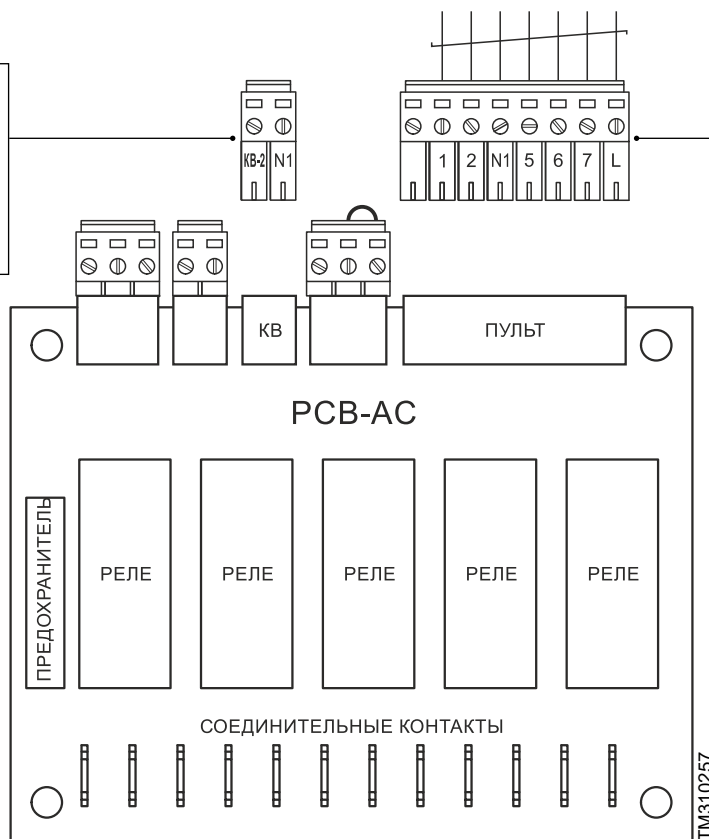 КВ-2 N1
1 2 N1 5 6 7 L
КВ
ПУЛЬТ
PCB-AC
ПРЕДОХРАНИТЕЛЬ
РЕЛЕ РЕЛЕ РЕЛЕ РЕЛЕ РЕЛЕ
СОЕДИНИТЕЛЬНЫЕ КОНТАКТЫ
TM310257